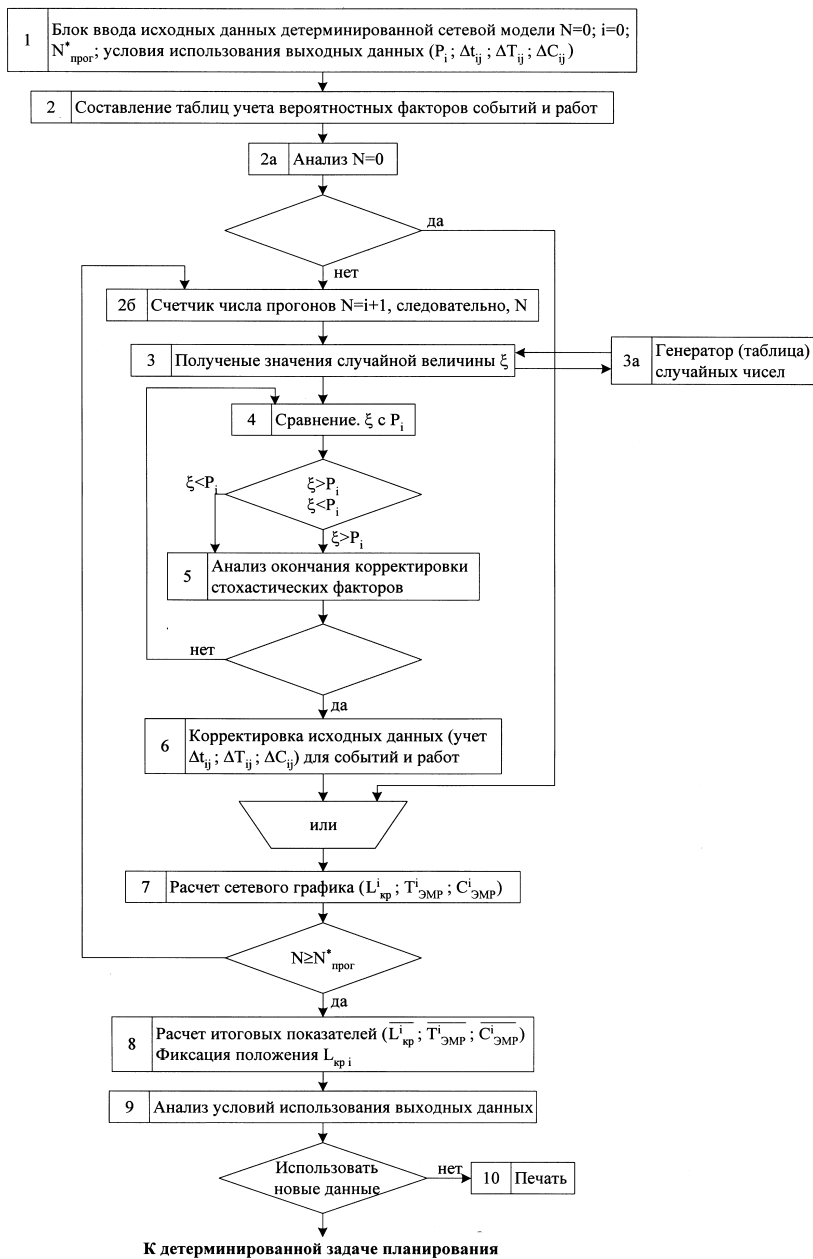 1
Блок ввода исходных данных детерминированной сетевой модели N=0; i=0;
N*прог; условия использования выходных данных (Pi ; Δtij ; ΔTij ; ΔCij )
2
Составление таблиц учета вероятностных факторов событий и работ
2а
Анализ N=0
да
нет
2б
Счетчик числа прогонов N=i+1, следовательно, N
3
Полученые значения случайной величины ξ
3а
Генератор (таблица)
случайных чисел
4
Сравнение. ξ с Pi
ξ<Pi
ξ>Pi
ξ<Pi
ξ>Pi
5
Анализ окончания корректировки
стохастических факторов
нет
да
6
Корректировка исходных данных (учет
Δtij ; ΔTij ; ΔCij) для событий и работ
или
7
Расчет сетевого графика (Liкр ; TiЭМР ; CiЭМР)
N≥N*прог
да
8
Расчет итоговых показателей (Liкр ; TiЭМР ; CiЭМР)
Фиксация положения Lкр i
9
Анализ условий использования выходных данных
Использовать
новые данные
нет
10
Печать
К детерминированной задаче планирования